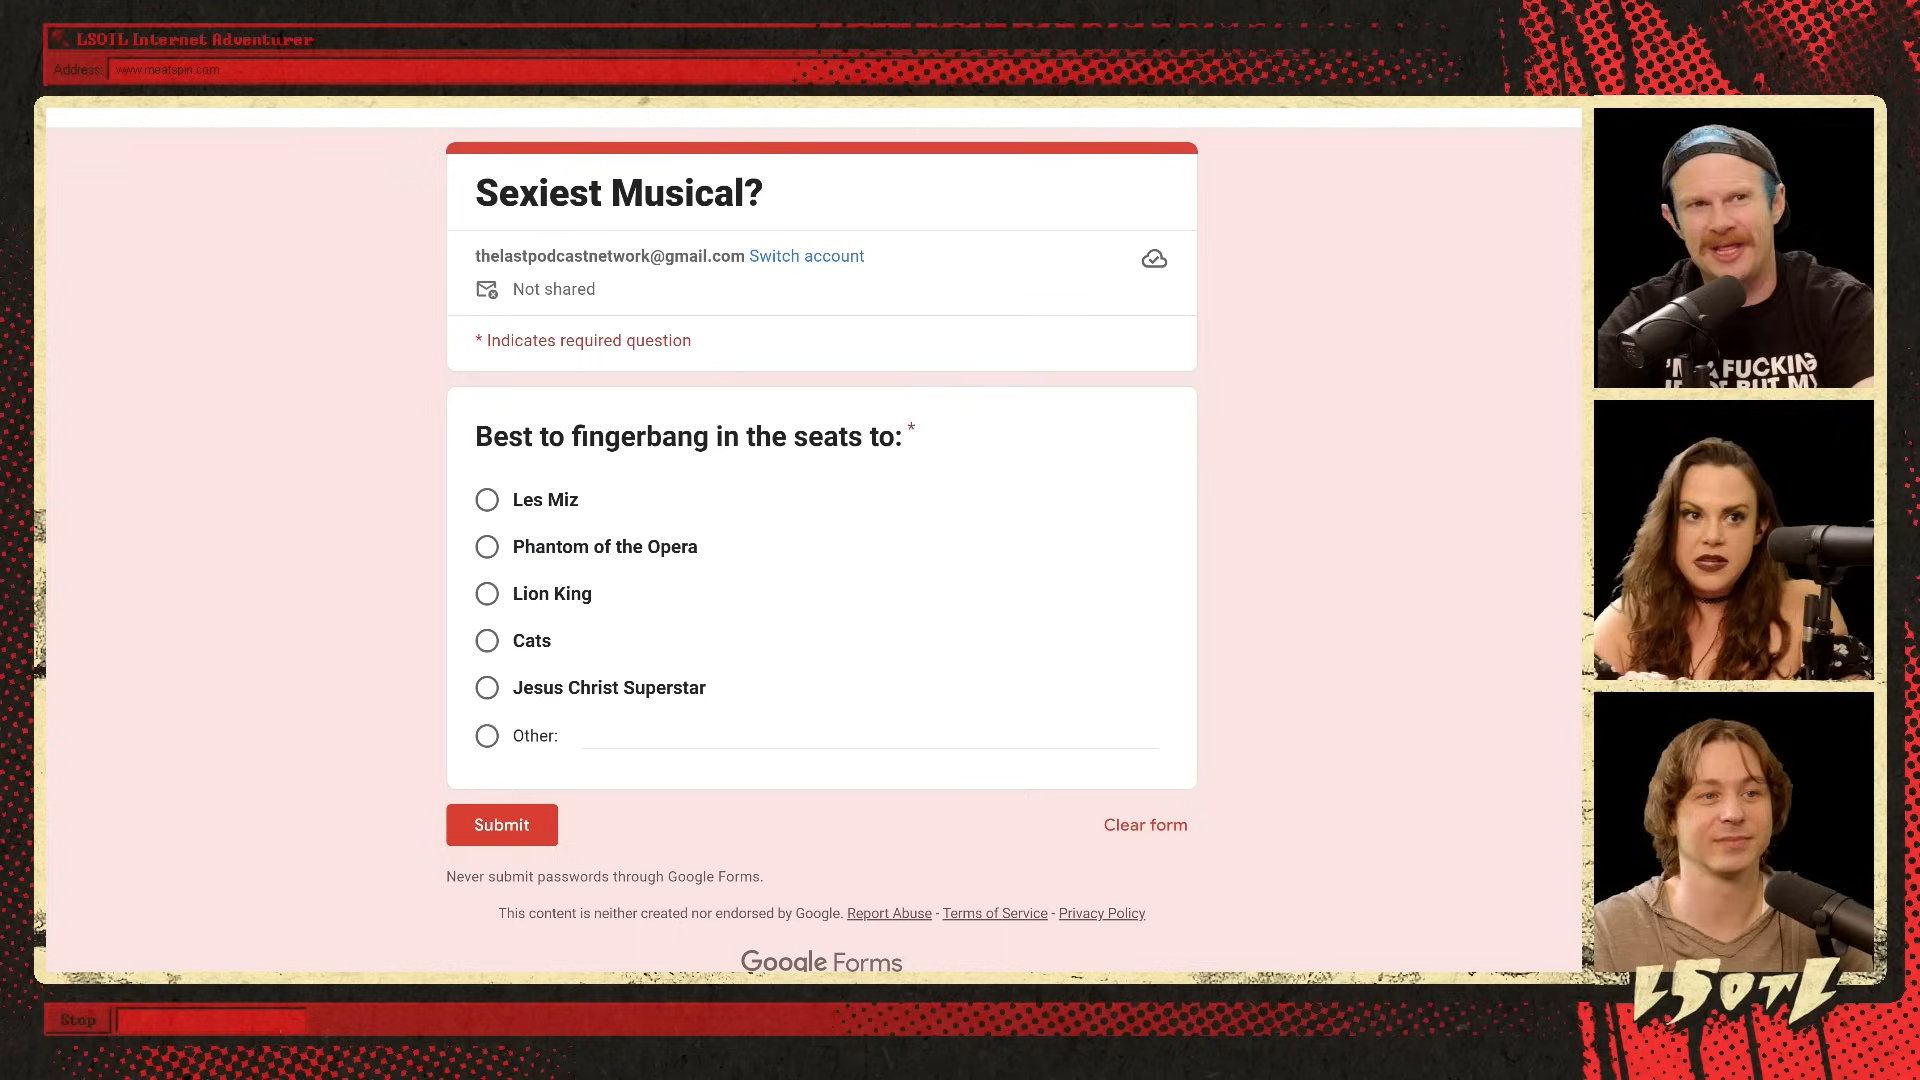 LSOTL Internet Adventurer
Address: www.meatspin.com
Sexiest Musical?
thelastpodcastnetwork@gmail.com Switch account
Not shared
* Indicates required question
Best to fingerbang in the seats to: *
Les Miz
Phantom of the Opera
Lion King
Cats
Jesus Christ Superstar
Other:
Submit
Clear form
Never submit passwords through Google Forms.
This content is neither created nor endorsed by Google. Report Abuse - Terms of Service - Privacy Policy
Google Forms
A FUCKING
BUT MY
LSOTL
Stop